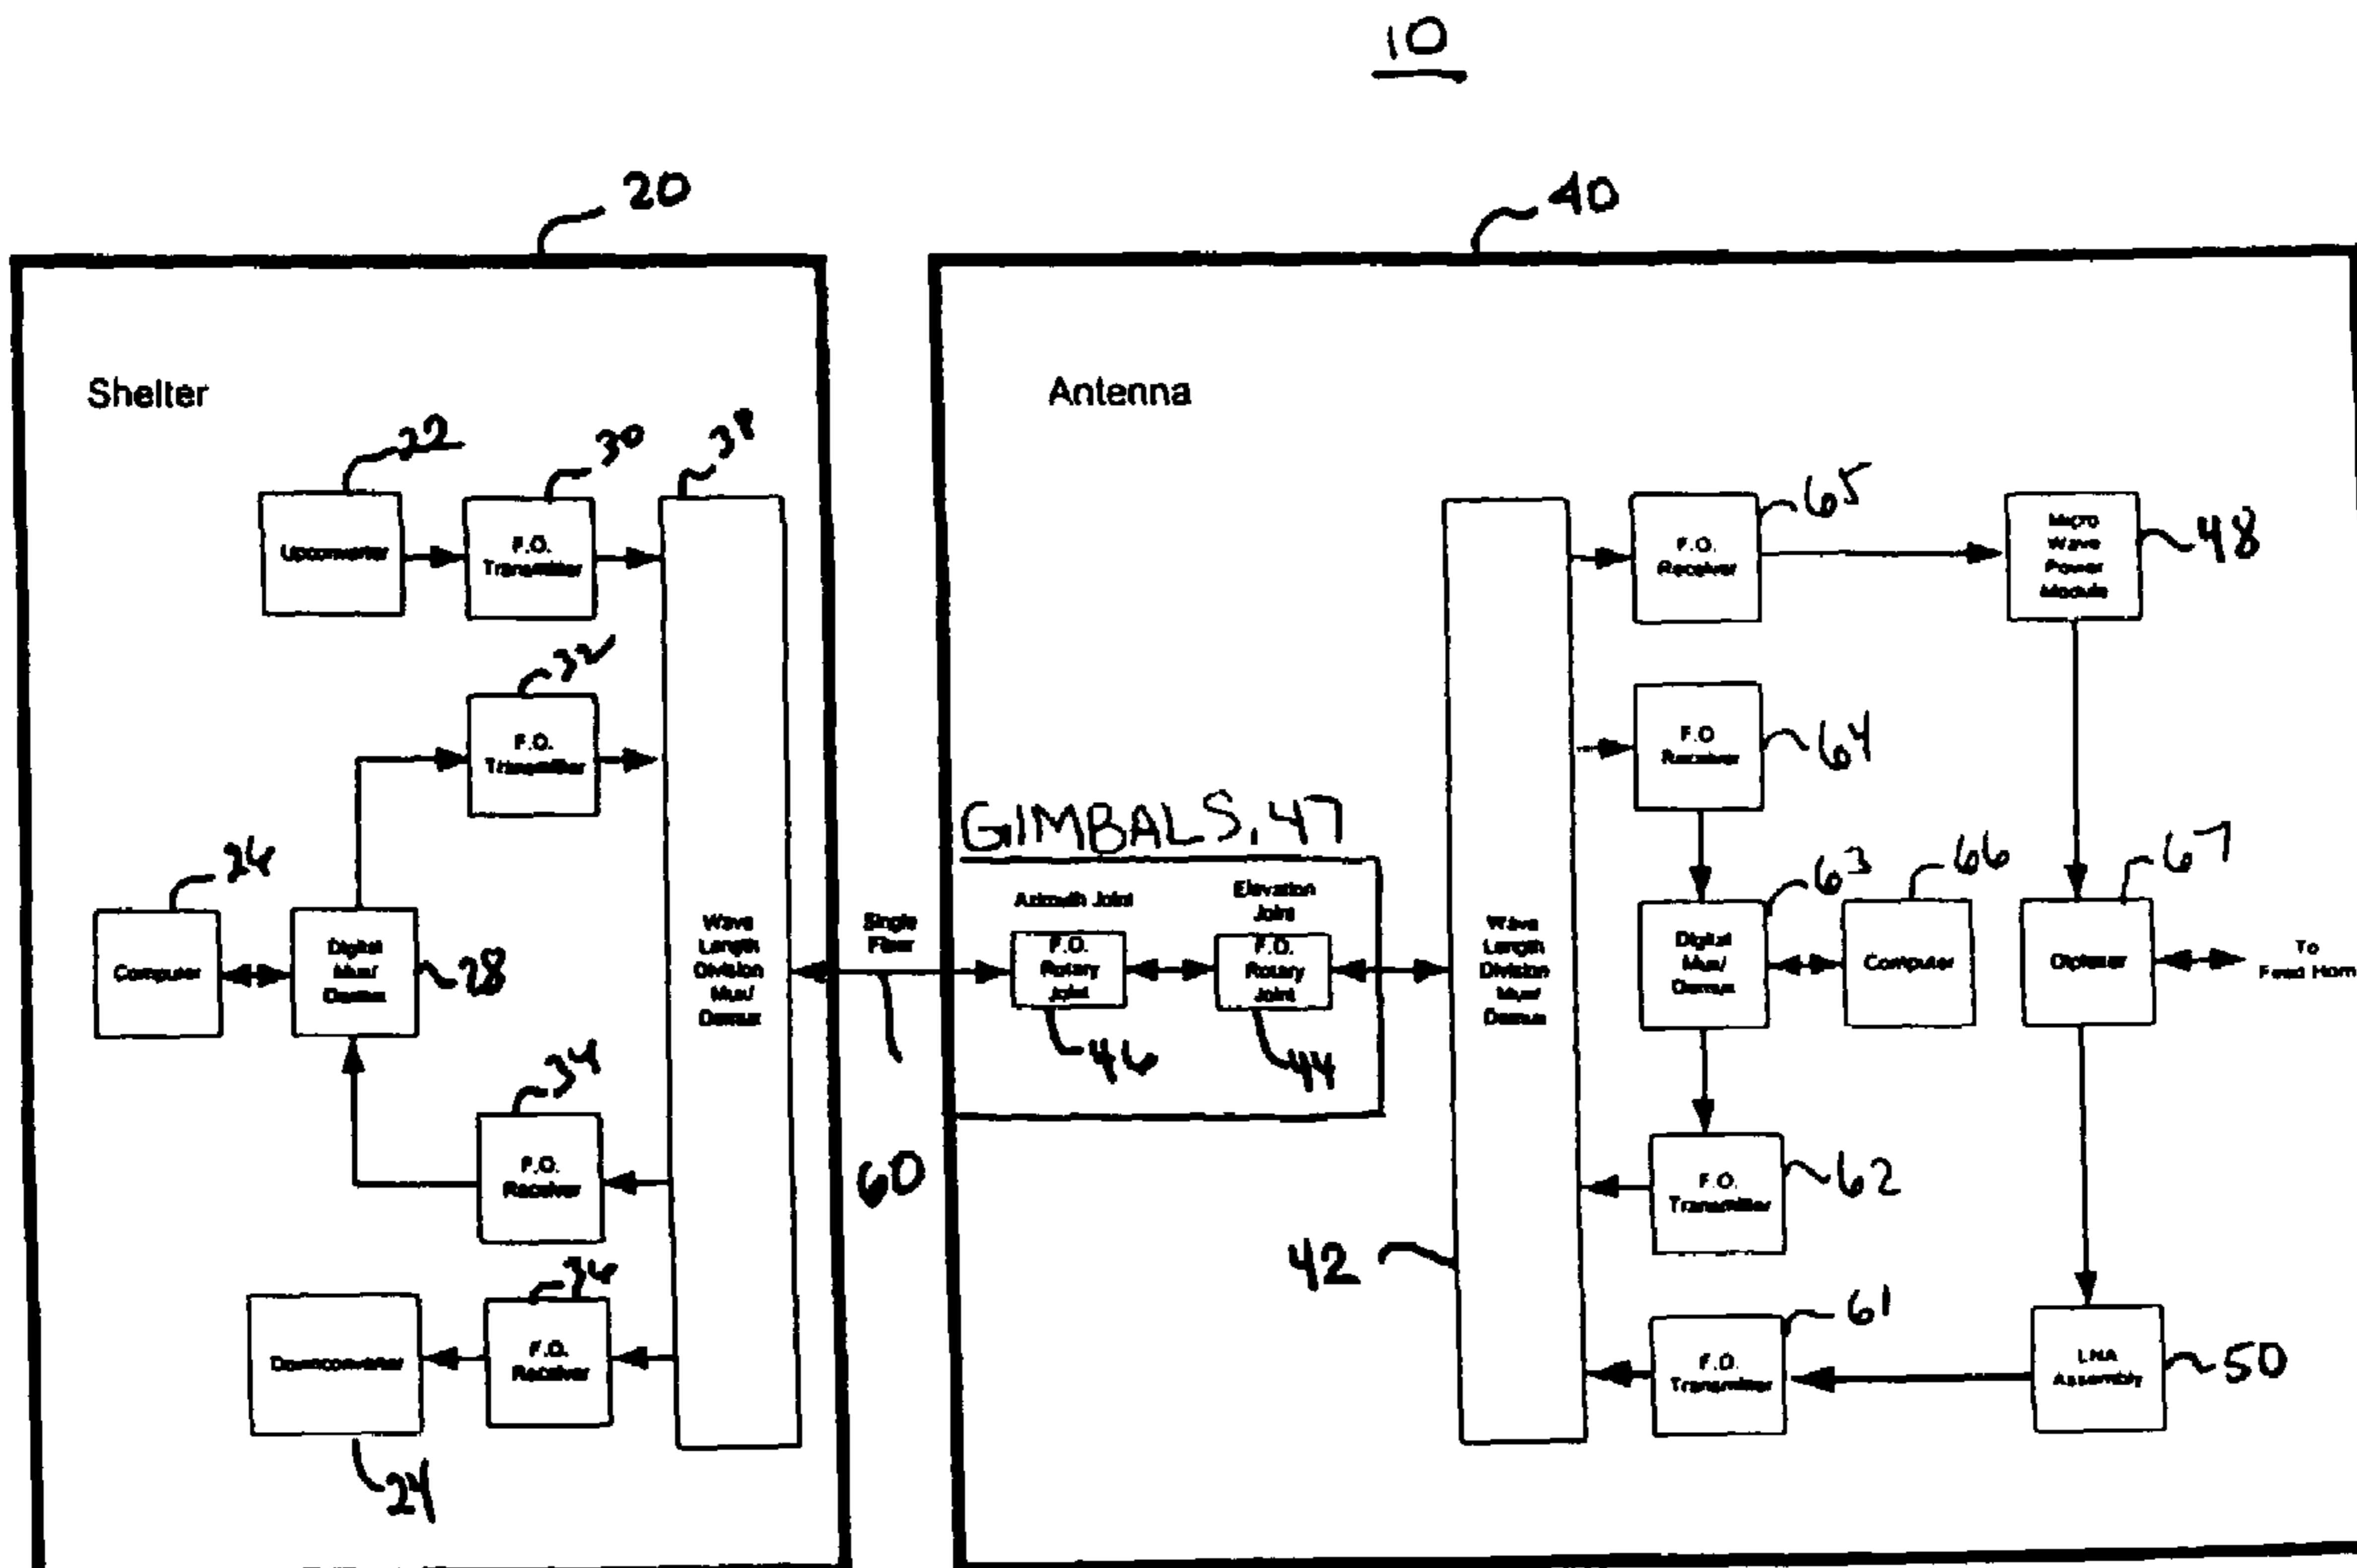 10
20
40
Shelter
Antenna
22
30
38
65
48
Upconverter
F.O.
Transmitter
F.O.
Receiver
Micro
Wave
Power
Module
32
F.O.
Transmitter
64
F.O
Receiver
GIMBALS, 47
28
Computer
Digital
Mux/
Demux
Wave
Length
Division
Mux/
Demux
Single
Fiber
60
Azimuth Joint
F.O.
Rotary
Joint
46
Elevation
Joint
F.O.
Rotary
Joint
44
Wave
Length
Division
Mux/
Demux
42
63
Digital
Mux/
Demux
66
Computer
67
Diplexer
To
Feed Horn
34
F.O.
Receiver
F.O.
Transmitter
62
36
F.O.
Receiver
Downconverter
24
61
F.O.
Transmitter
LNA
Assembly
50